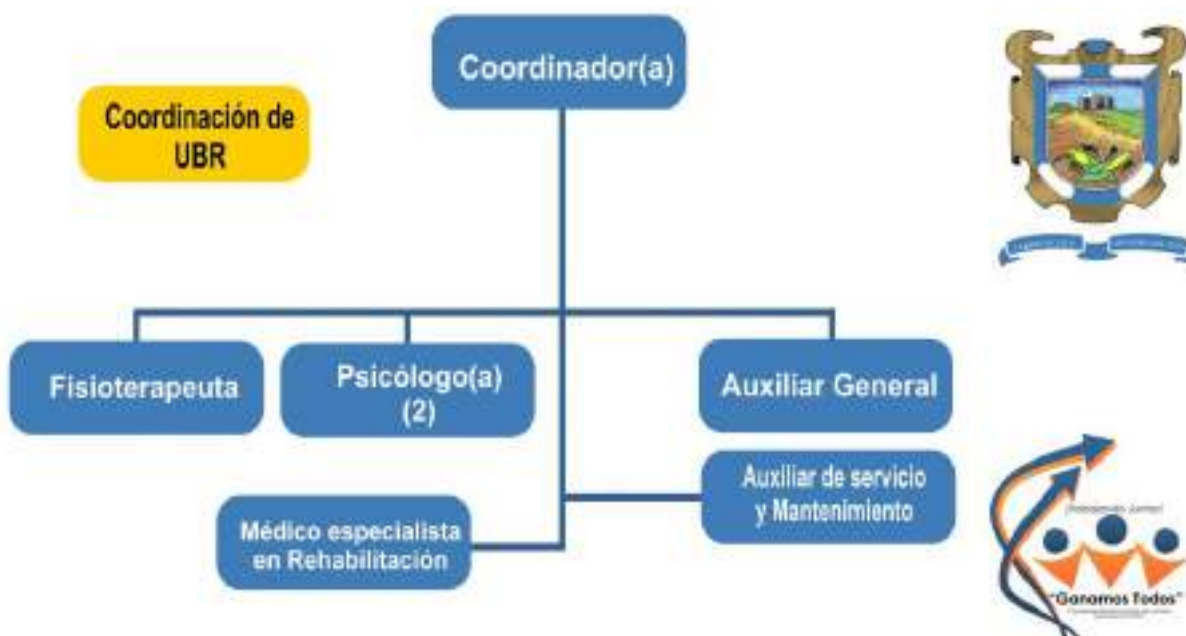 Coordinador(a)
Coordinación de
UBR
Fisioterapeuta
Psicólogo(a)
(2)
Auxiliar General
Auxiliar de servicio
y Mantenimiento
Médico especialista
en Rehabilitación
"Ganamos Todos"